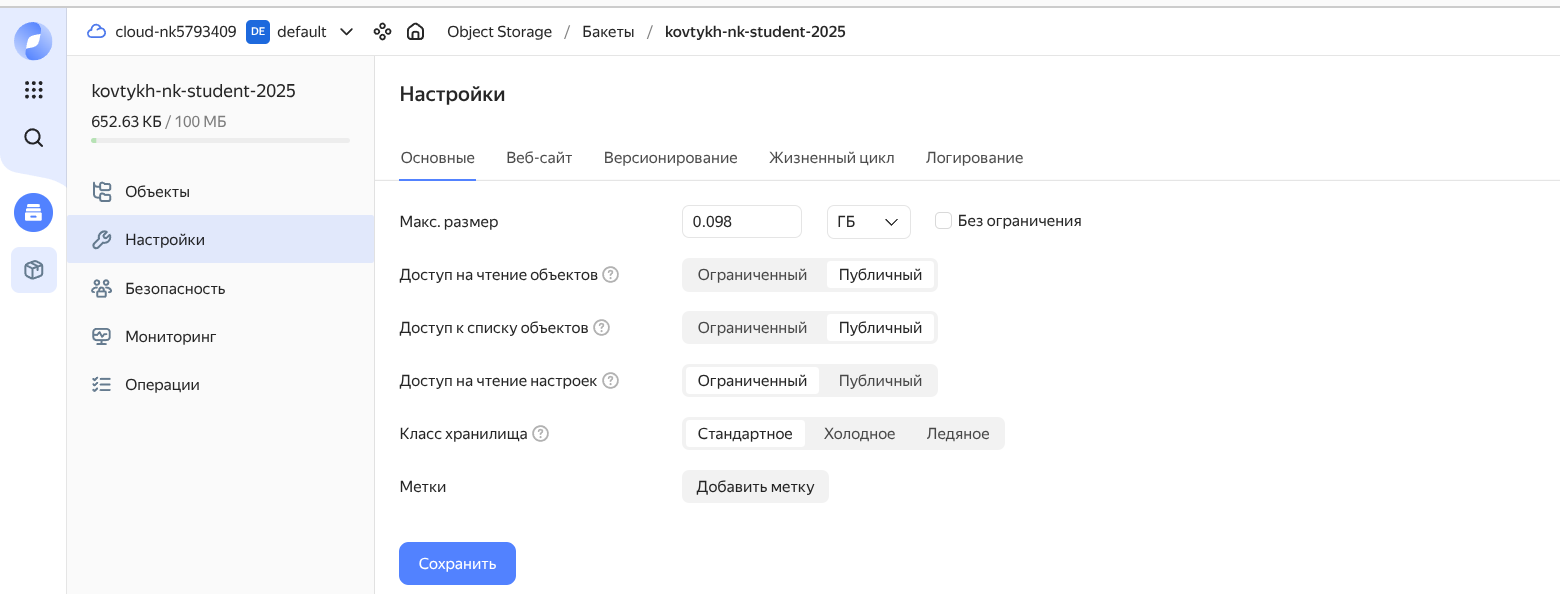 cloud-nk5793409 DE default Object Storage / Бакеты / kovtykh-nk-student-2025
kovtykh-nk-student-2025
652.63 КБ / 100 МБ
Объекты
Настройки
Безопасность
Мониторинг
Операции
Настройки
Основные Веб-сайт Версионирование Жизненный цикл Логирование
Макс. размер 0.098 ГБ Без ограничения
Доступ на чтение объектов ? Ограниченный Публичный
Доступ к списку объектов ? Ограниченный Публичный
Доступ на чтение настроек ? Ограниченный Публичный
Класс хранилища ? Стандартное Холодное Ледяное
Метки Добавить метку
Сохранить